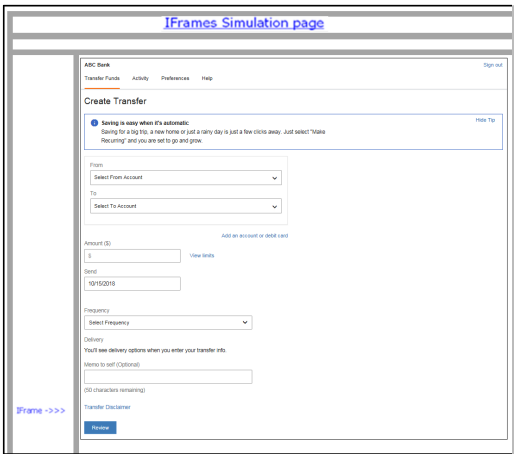 IFrames Simulation page
ABC Bank
Sign out
Transfer Funds Activity Preferences Help
Create Transfer
Saving is easy when it's automatic
Hide Tip
Saving for a big trip, a new home or just a rainy day is just a few clicks away. Just select "Make
Recurring" and you are set to go and grow.
From
Select From Account
To
Select To Account
Add an account or debit card
Amount ($)
$
View limits
Send
10/15/2018
Frequency
Select Frequency
Delivery
You'll see delivery options when you enter your transfer info.
Memo to self (Optional)
(50 characters remaining)
IFrame ->>>
Transfer Disclaimer
Review